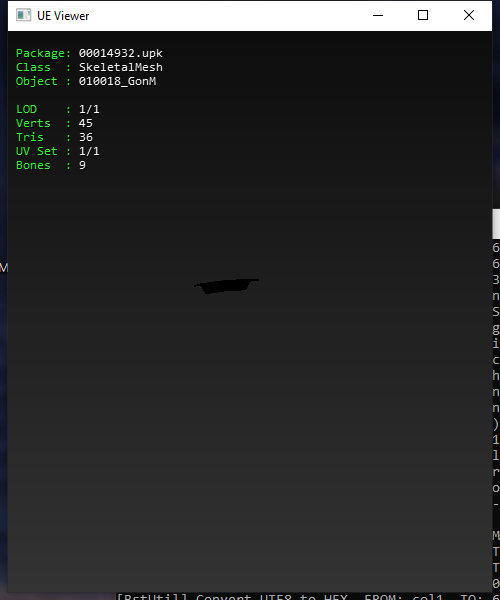 UE Viewer
Package: 00014932.upk
Class  : SkeletalMesh
Object : 010018_GonM
LOD    : 1/1
Verts  : 45
Tris   : 36
UV Set : 1/1
Bones  : 9
M
6
6
3
n
S
g
i
c
h
n
n
)
1
l
r
o
-
M
T
T
0
[BstUtil] Convert UTF8 to HEX, FROM: col1, TO: 6